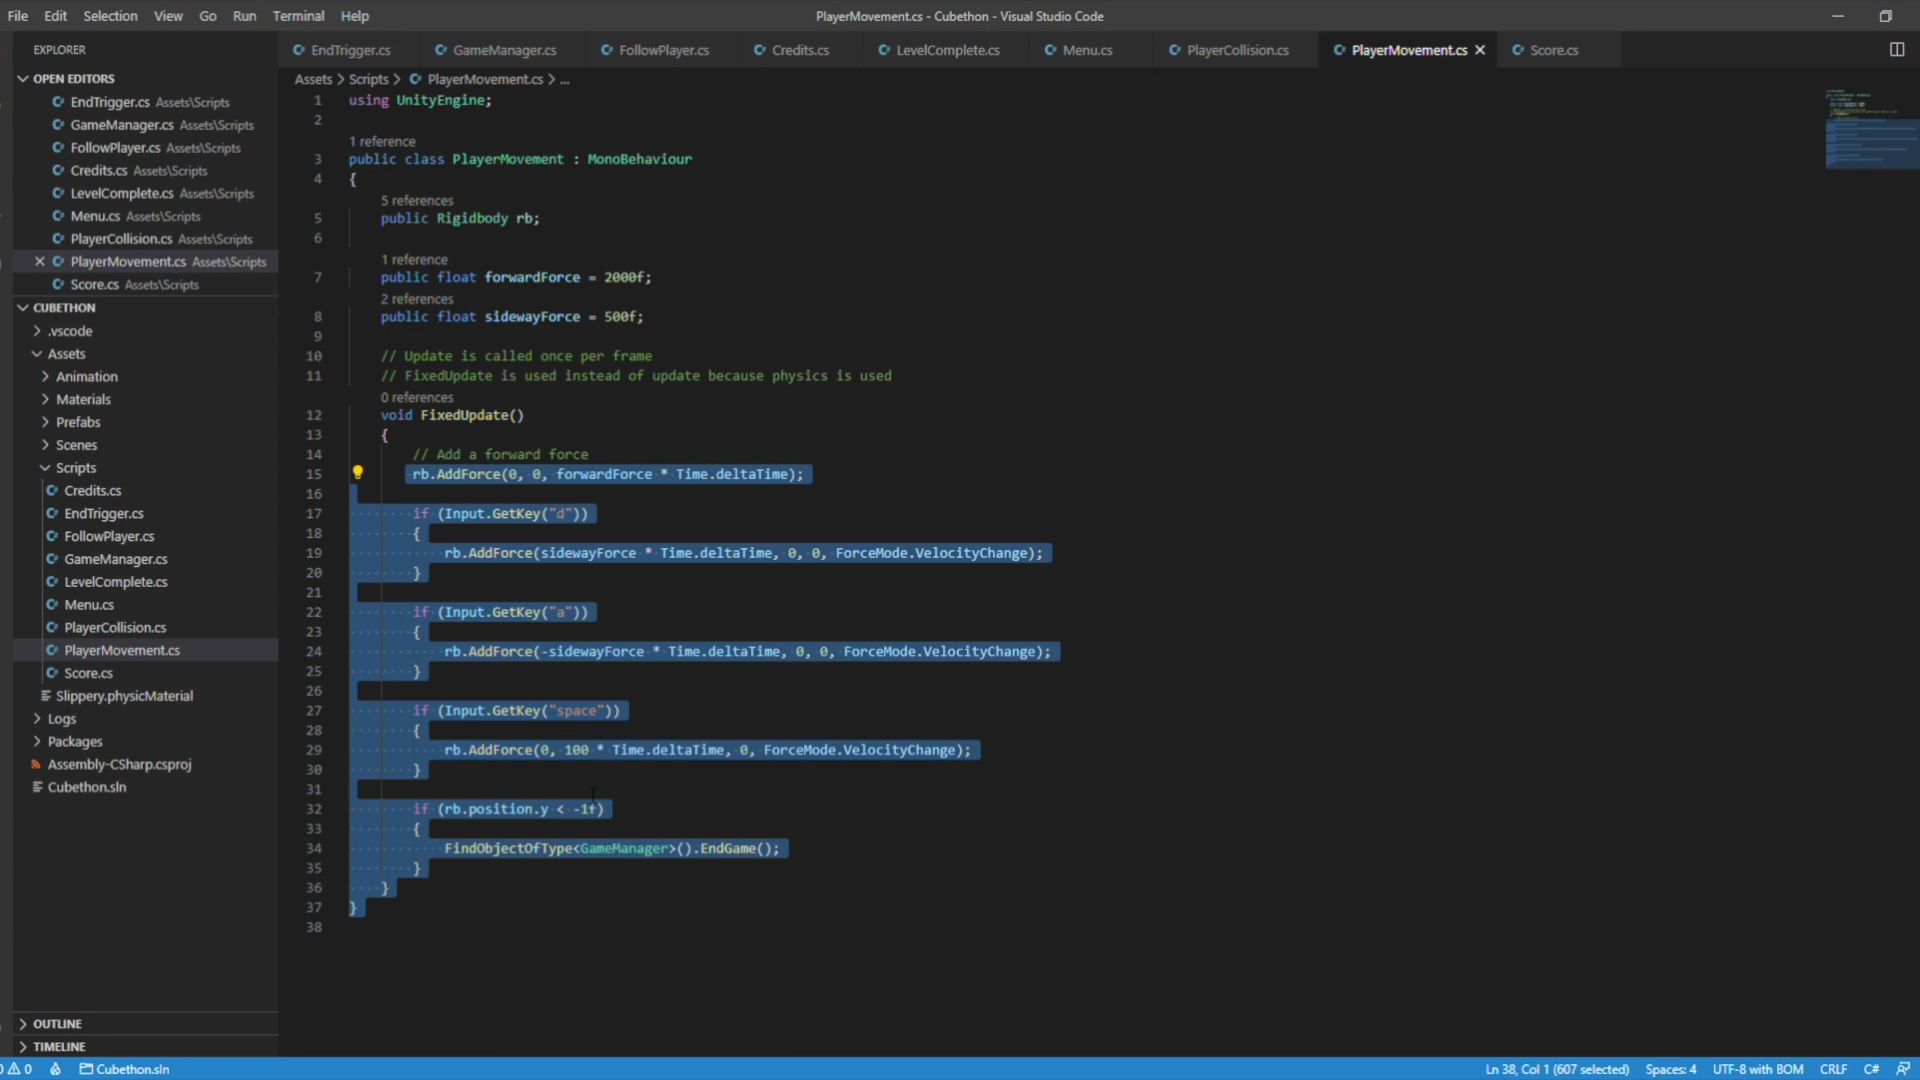 File Edit Selection View Go Run Terminal Help
PlayerMovement.cs - Cubethon - Visual Studio Code
EXPLORER
EndTrigger.cs GameManager.cs FollowPlayer.cs Credits.cs LevelComplete.cs Menu.cs PlayerCollision.cs PlayerMovement.cs Score.cs
OPEN EDITORS
EndTrigger.cs Assets\Scripts
GameManager.cs Assets\Scripts
FollowPlayer.cs Assets\Scripts
Credits.cs Assets\Scripts
LevelComplete.cs Assets\Scripts
Menu.cs Assets\Scripts
PlayerCollision.cs Assets\Scripts
PlayerMovement.cs Assets\Scripts
Score.cs Assets\Scripts
CUBETHON
.vscode
Assets
Animation
Materials
Prefabs
Scenes
Scripts
Credits.cs
EndTrigger.cs
FollowPlayer.cs
GameManager.cs
LevelComplete.cs
Menu.cs
PlayerCollision.cs
PlayerMovement.cs
Score.cs
Slippery.physicMaterial
Logs
Packages
Assembly-CSharp.csproj
Cubethon.sln
OUTLINE
TIMELINE
Assets > Scripts > PlayerMovement.cs > ...
1 using UnityEngine;
2
1 reference
3 public class PlayerMovement : MonoBehaviour
4 {
5 references
5 public Rigidbody rb;
6
1 reference
7 public float forwardForce = 2000f;
2 references
8 public float sidewayForce = 500f;
9
10 // Update is called once per frame
11 // FixedUpdate is used instead of update because physics is used
0 references
12 void FixedUpdate()
13 {
14 // Add a forward force
15 rb.AddForce(0, 0, forwardForce * Time.deltaTime);
16
17 if (Input.GetKey("d"))
18 {
19 rb.AddForce(sidewayForce * Time.deltaTime, 0, 0, ForceMode.VelocityChange);
20 }
21
22 if (Input.GetKey("a"))
23 {
24 rb.AddForce(-sidewayForce * Time.deltaTime, 0, 0, ForceMode.VelocityChange);
25 }
26
27 if (Input.GetKey("space"))
28 {
29 rb.AddForce(0, 100 * Time.deltaTime, 0, ForceMode.VelocityChange);
30 }
31
32 if (rb.position.y < -1f)
33 {
34 FindObjectOfType<GameManager>().EndGame();
35 }
36 }
37 }
38
0 Cubethon.sln
Ln 38, Col 1 (607 selected) Spaces: 4 UTF-8 with BOM CRLF C#